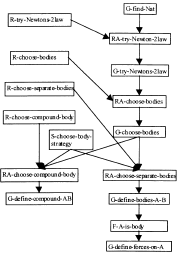 G-find-Nat
R-try-Newtons-2law
RA-try-Newton-2law
R-choose-bodies
G-try-Newtons-2law
R-choose-separate-bodies
RA-choose-bodies
R-choose-compound-body
S-choose-body-
strategy
G-choose-bodies
RA-choose-compound-body
RA-choose-separate-bodies
G-define-compound-AB
G-define-bodies-A-B
F-A-is-body
G-define-forces-on-A